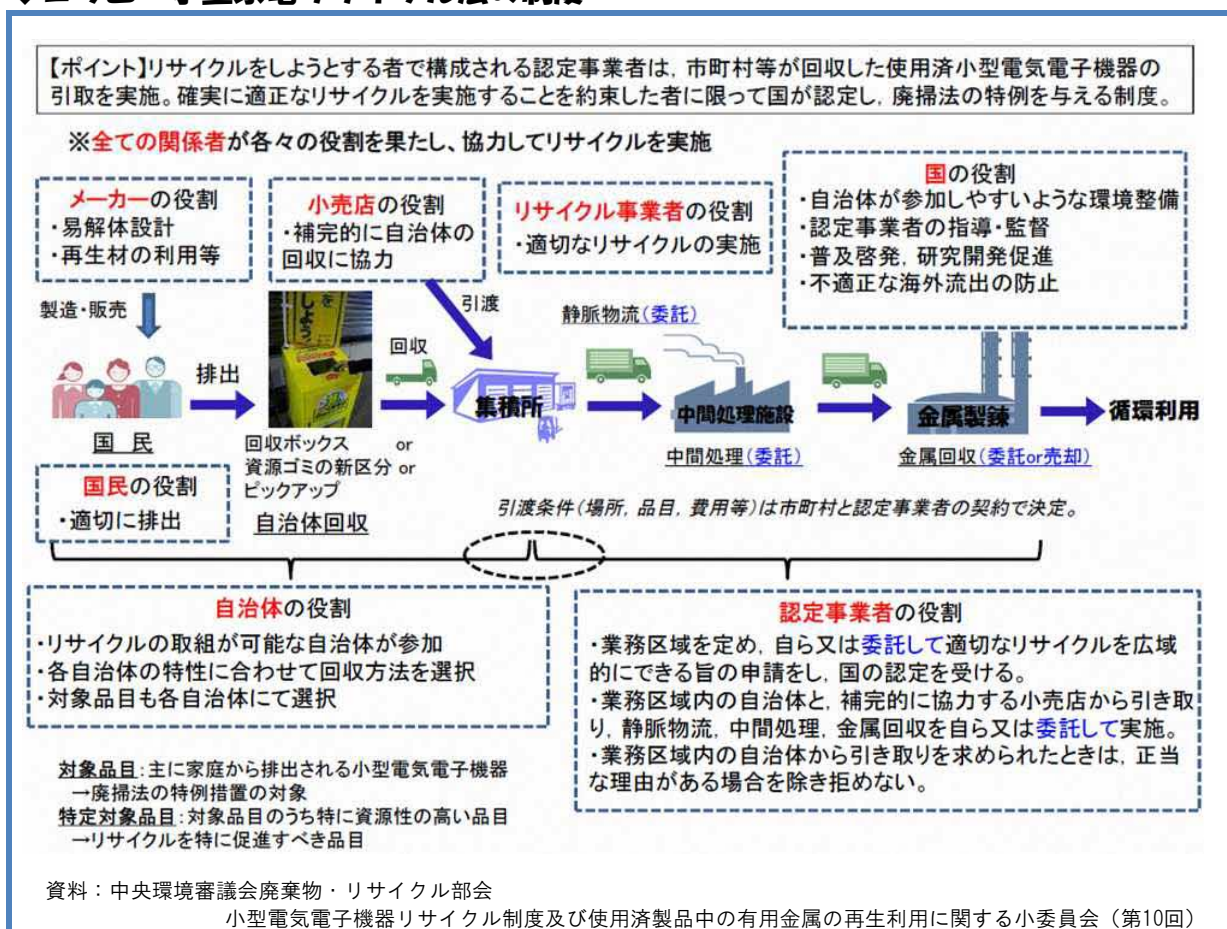 【ポイント】リサイクルをしようとする者で構成される認定事業者は，市町村等が回収した使用済小型電気電子機器の
引取を実施。確実に適正なリサイクルを実施することを約束した者に限って国が認定し，廃掃法の特例を与える制度。
※全ての関係者が各々の役割を果たし、協力してリサイクルを実施
メーカーの役割
・易解体設計
・再生材の利用等
小売店の役割
・補完的に自治体の
回収に協力
リサイクル事業者の役割
・適切なリサイクルの実施
国の役割
・自治体が参加しやすいような環境整備
・認定事業者の指導・監督
・普及啓発，研究開発促進
・不適正な海外流出の防止
製造・販売
引渡
静脈物流(委託)
排出
回収
集積所
中間処理施設
金属製錬
循環利用
国 民
回収ボックス or
資源ゴミの新区分 or
ピックアップ
自治体回収
中間処理(委託)
金属回収(委託or売却)
国民の役割
・適切に排出
引渡条件(場所，品目，費用等)は市町村と認定事業者の契約で決定。
自治体の役割
・リサイクルの取組が可能な自治体が参加
・各自治体の特性に合わせて回収方法を選択
・対象品目も各自治体にて選択
認定事業者の役割
・業務区域を定め，自ら又は委託して適切なリサイクルを広域
的にできる旨の申請をし，国の認定を受ける。
・業務区域内の自治体と，補完的に協力する小売店から引き取
り，静脈物流，中間処理，金属回収を自ら又は委託して実施。
・業務区域内の自治体から引き取りを求められたときは，正当
な理由がある場合を除き拒めない。
対象品目：主に家庭から排出される小型電気電子機器
→廃掃法の特例措置の対象
特定対象品目：対象品目のうち特に資源性の高い品目
→リサイクルを特に促進すべき品目
資料：中央環境審議会廃棄物・リサイクル部会
小型電気電子機器リサイクル制度及び使用済製品中の有用金属の再生利用に関する小委員会（第10回）